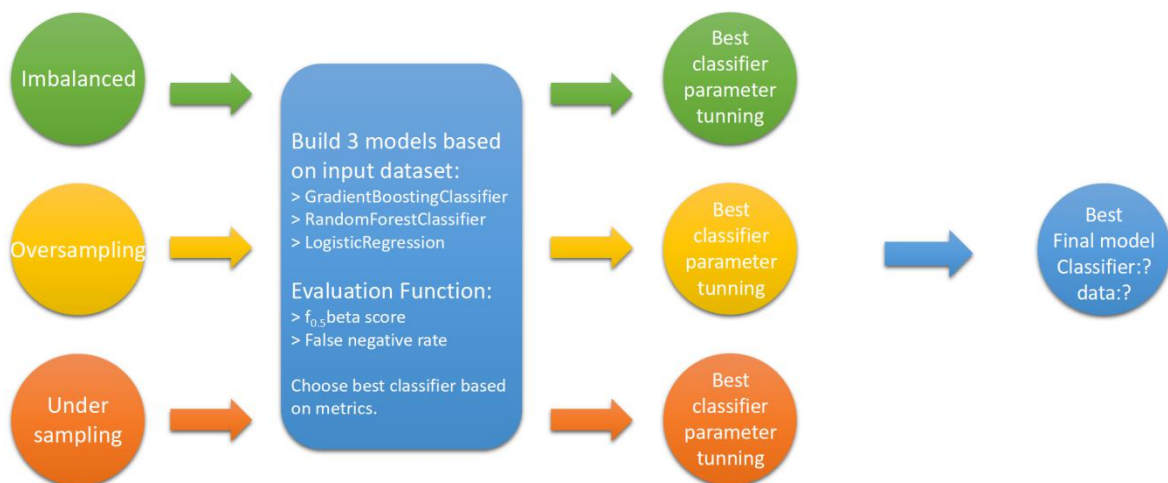 Imbalanced
Oversampling
Under
sampling
Build 3 models based
on input dataset:
> GradientBoostingClassifier
> RandomForestClassifier
> LogisticRegression
Evaluation Function:
> f0.5beta score
> False negative rate
Choose best classifier based
on metrics.
Best
classifier
parameter
tunning
Best
classifier
parameter
tunning
Best
classifier
parameter
tunning
Best
Final model
Classifier:?
data:?